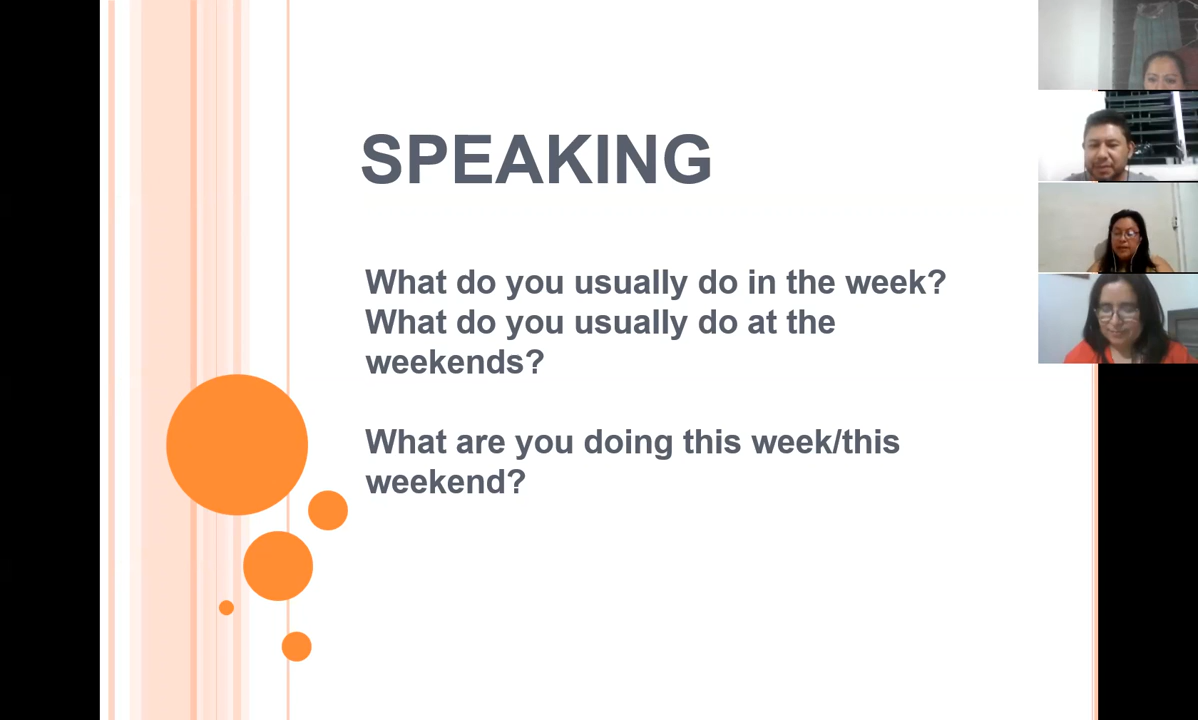 SPEAKING
What do you usually do in the week?
What do you usually do at the
weekends?
What are you doing this week/this
weekend?